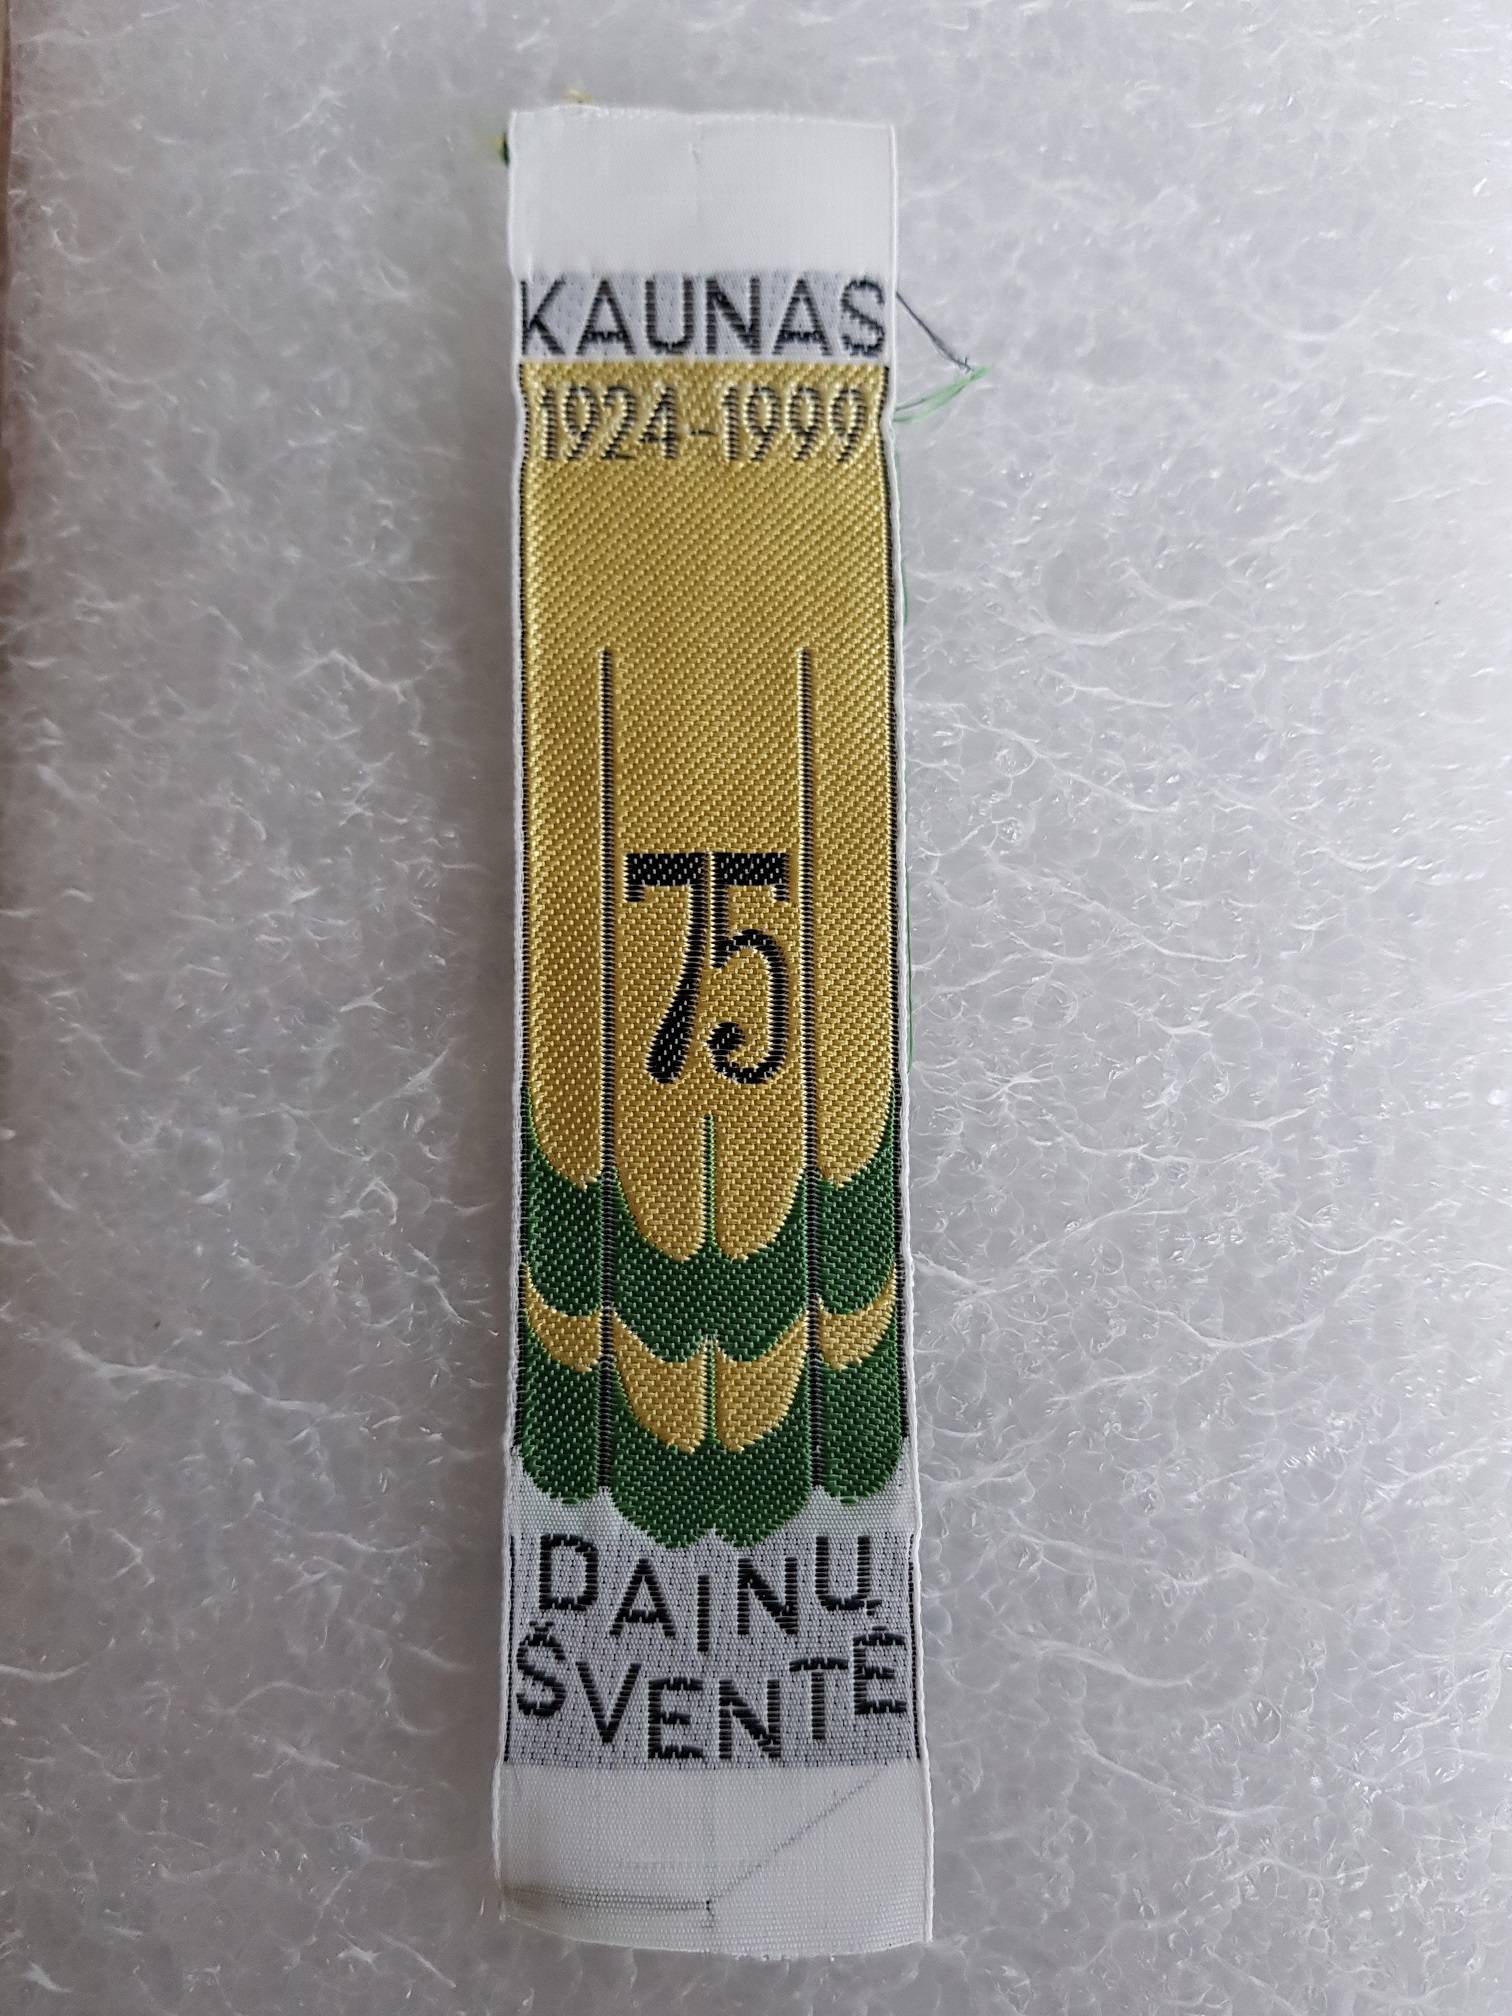 KAUNAS
1924-1999
75
DAINŲ
ŠVENTĖ